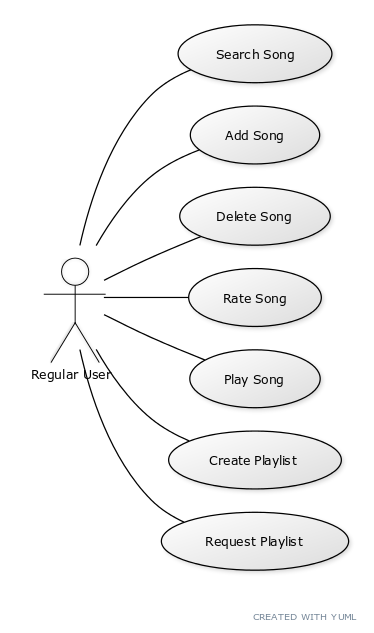 Search Song
Add Song
Delete Song
Rate Song
Play Song
Regular User
Create Playlist
Request Playlist
CREATED WITH YUML